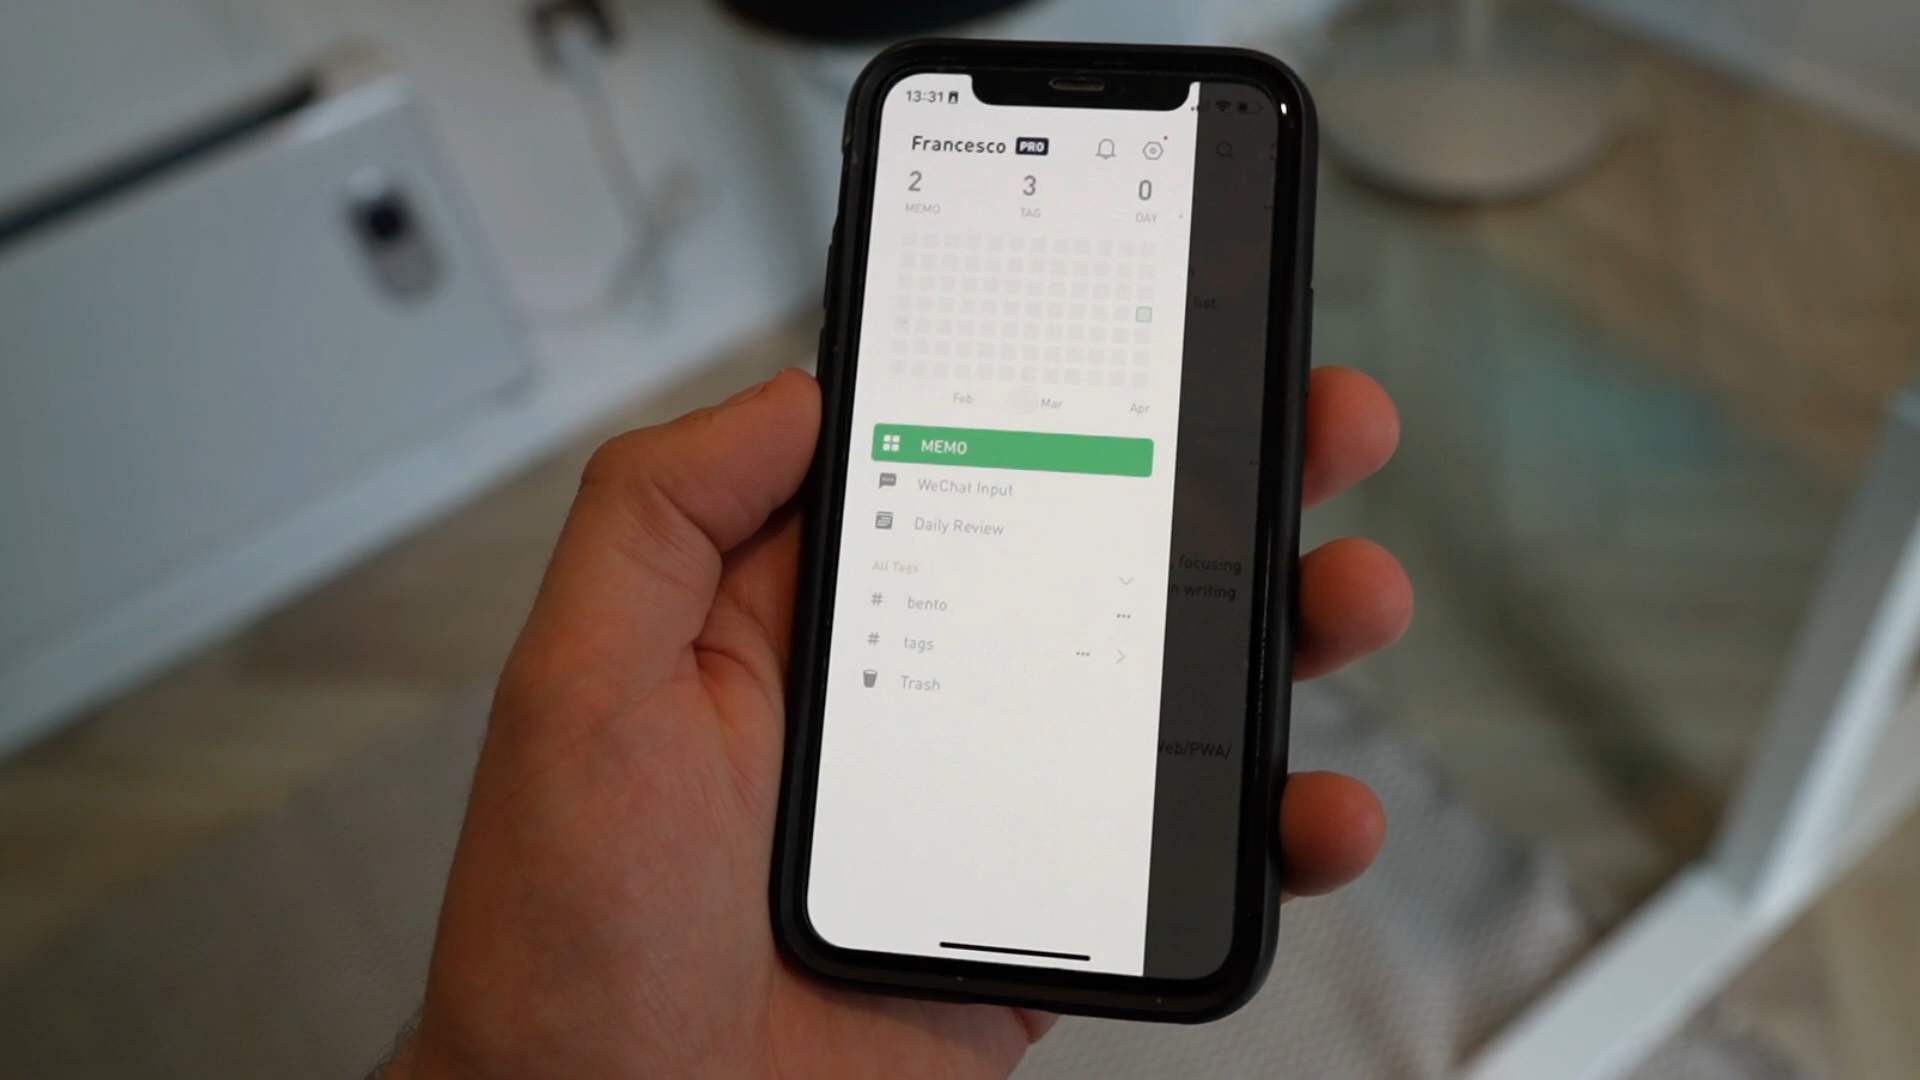 13:31
Francesco PRO
2 3 0
MEMO TAG DAY
Feb Mar Apr
MEMO
WeChat Input
Daily Review
All Tags
# bento
# tags
Trash
list
focusing
writing
/PWA/